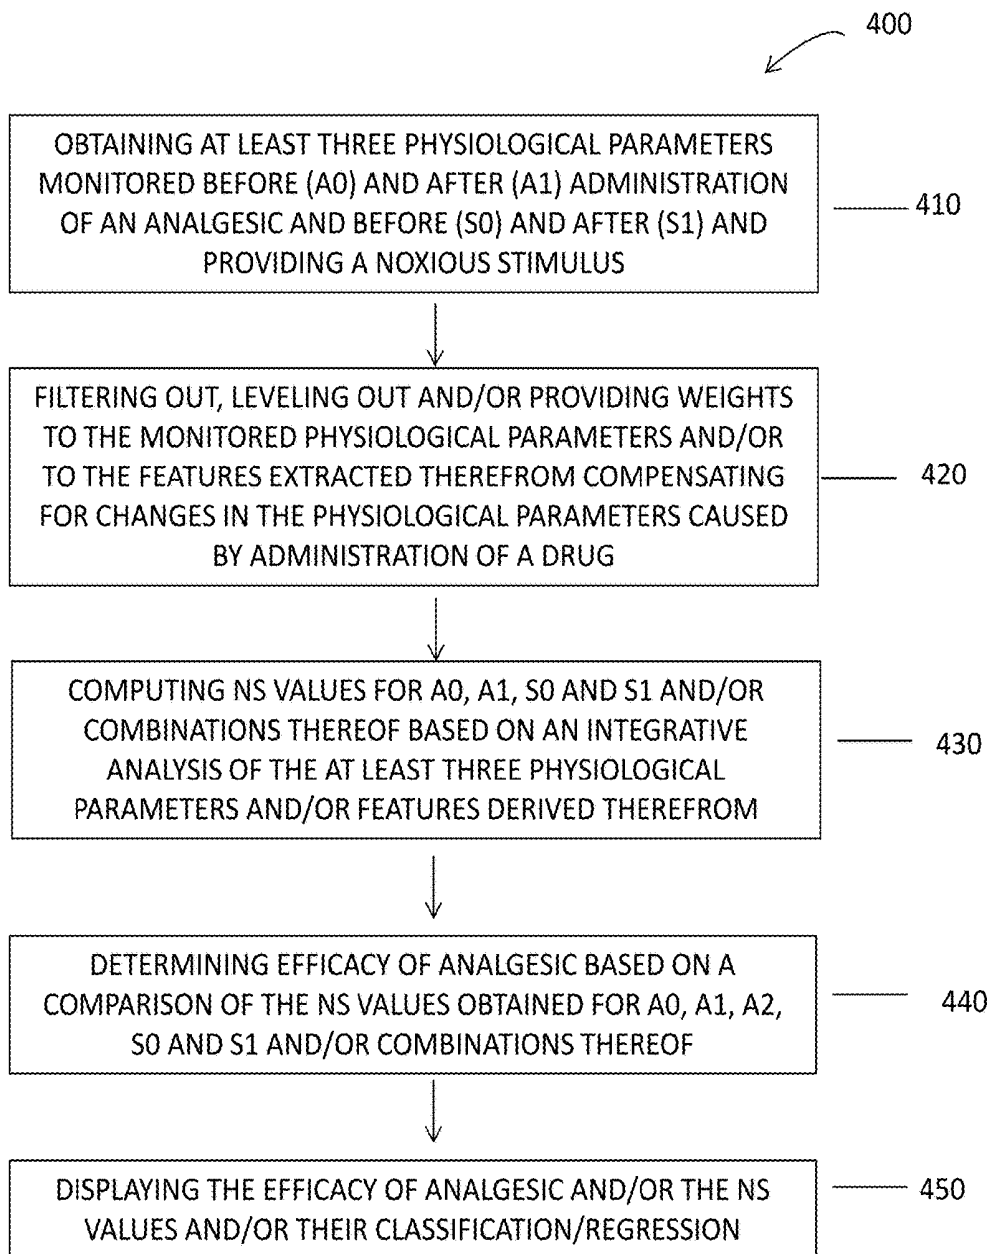 400
OBTAINING AT LEAST THREE PHYSIOLOGICAL PARAMETERS
MONITORED BEFORE (A0) AND AFTER (A1) ADMINISTRATION
OF AN ANALGESIC AND BEFORE (S0) AND AFTER (S1) AND
PROVIDING A NOXIOUS STIMULUS
410
FILTERING OUT, LEVELING OUT AND/OR PROVIDING WEIGHTS
TO THE MONITORED PHYSIOLOGICAL PARAMETERS AND/OR
TO THE FEATURES EXTRACTED THEREFROM COMPENSATING
FOR CHANGES IN THE PHYSIOLOGICAL PARAMETERS CAUSED
BY ADMINISTRATION OF A DRUG
420
COMPUTING NS VALUES FOR A0, A1, S0 AND S1 AND/OR
COMBINATIONS THEREOF BASED ON AN INTEGRATIVE
ANALYSIS OF THE AT LEAST THREE PHYSIOLOGICAL
PARAMETERS AND/OR FEATURES DERIVED THEREFROM
430
DETERMINING EFFICACY OF ANALGESIC BASED ON A
COMPARISON OF THE NS VALUES OBTAINED FOR A0, A1, A2,
S0 AND S1 AND/OR COMBINATIONS THEREOF
440
DISPLAYING THE EFFICACY OF ANALGESIC AND/OR THE NS
VALUES AND/OR THEIR CLASSIFICATION/REGRESSION
450